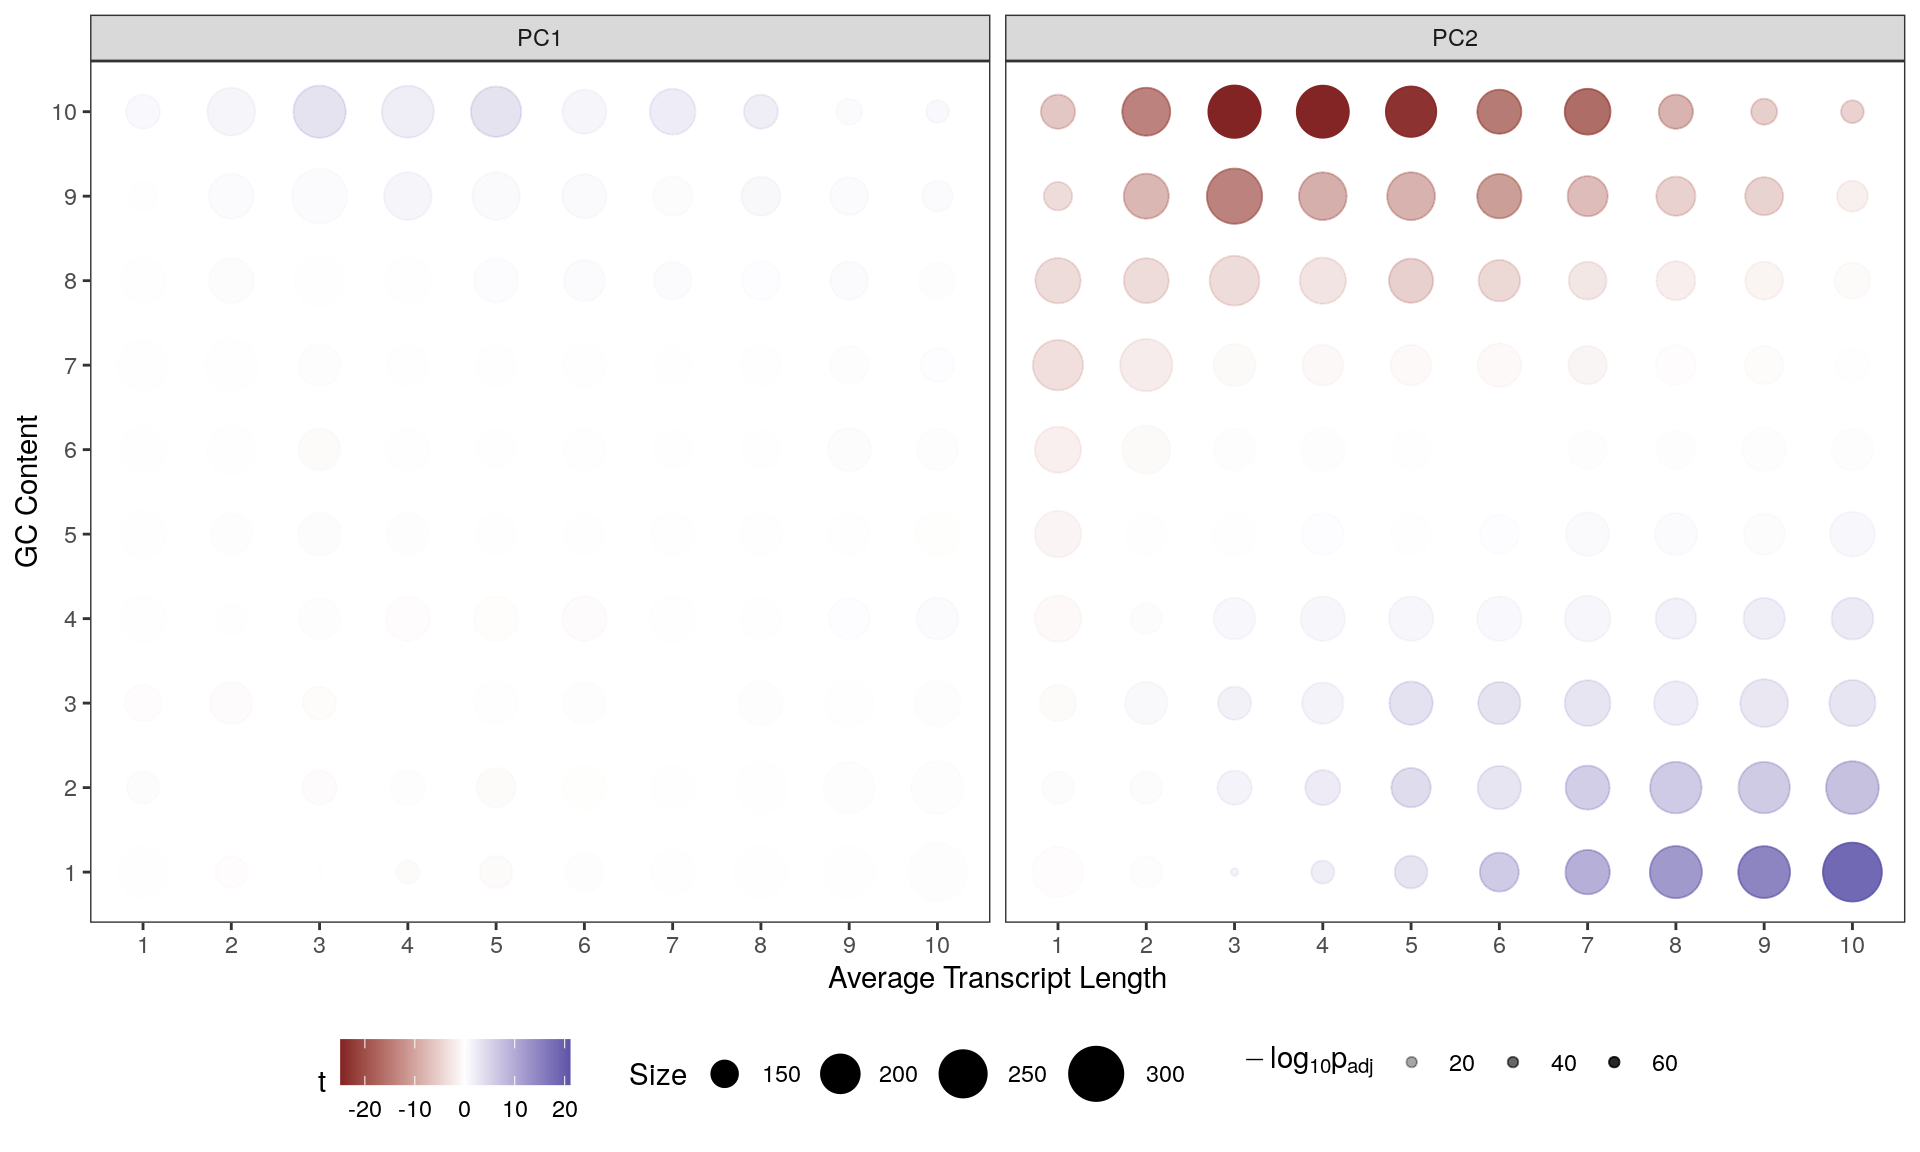 PC1 PC2
10
9
8
7
6
5
4
3
2
1
GC Content
1 2 3 4 5 6 7 8 9 10 1 2 3 4 5 6 7 8 9 10
Average Transcript Length
t
-20 -10 0 10 20
Size 150 200 250 300
− log10padj 20 40 60